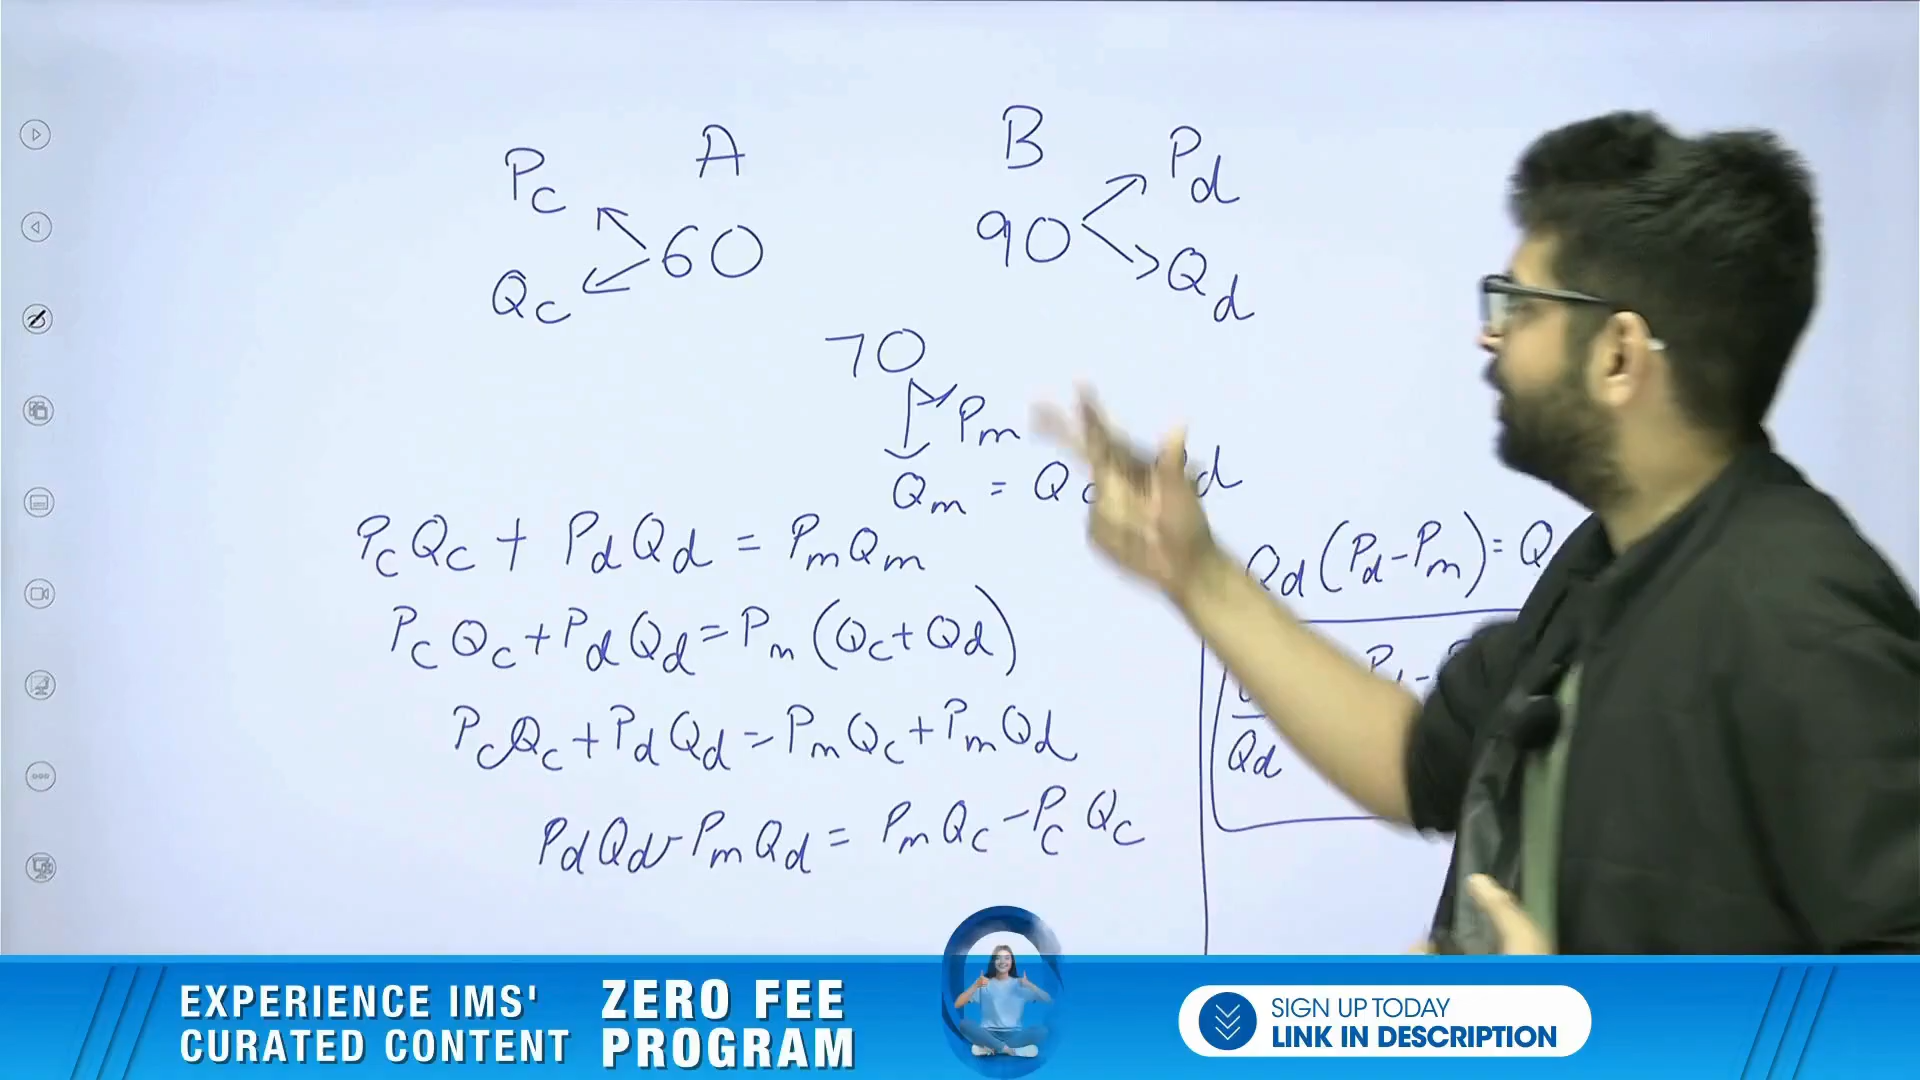 A
B
Pc
60
Qc
90
Pd
Qd
70
Pm
Qm = Q d
PcQc + PdQd = PmQm
PcQc + PdQd = Pm (Qc + Qd)
PcQc + PdQd = PmQc + PmQd
PdQd - PmQd = PmQc - PcQc
Qd (Pd - Pm) = Q
Qd
EXPERIENCE IMS'
CURATED CONTENT
ZERO FEE
PROGRAM
SIGN UP TODAY
LINK IN DESCRIPTION